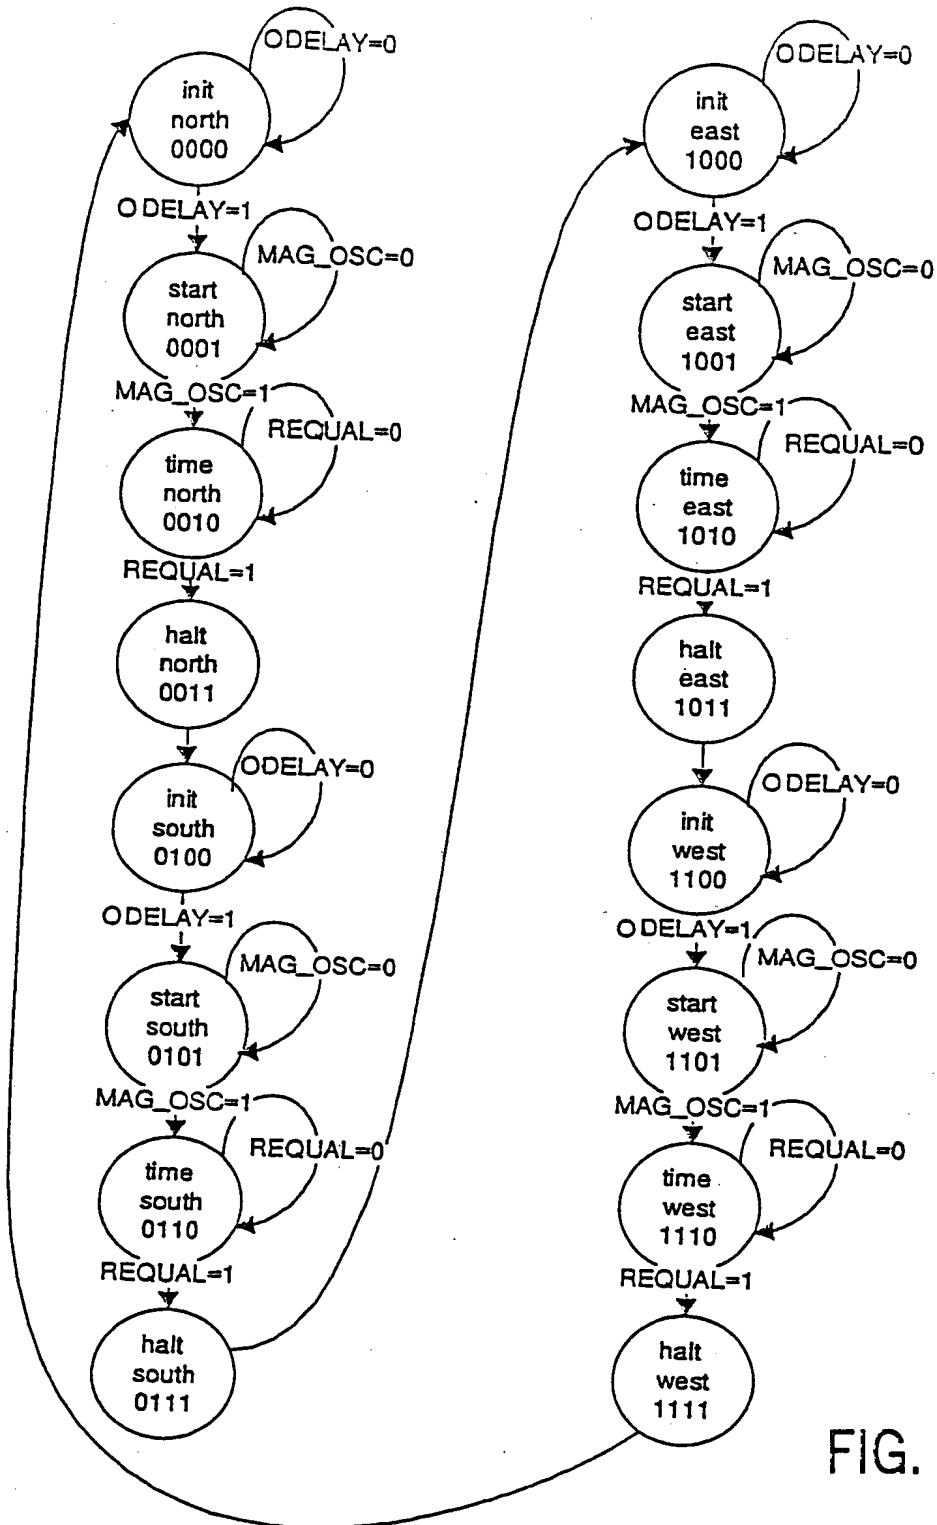 ODELAY=0
init
north
0000
ODELAY=1
MAG_OSC=0
start
north
0001
MAG_OSC=1
REQUAL=0
time
north
0010
REQUAL=1
halt
north
0011
ODELAY=0
init
south
0100
ODELAY=1
MAG_OSC=0
start
south
0101
MAG_OSC=1
REQUAL=0
time
south
0110
REQUAL=1
halt
south
0111
ODELAY=0
init
east
1000
ODELAY=1
MAG_OSC=0
start
east
1001
MAG_OSC=1
REQUAL=0
time
east
1010
REQUAL=1
halt
east
1011
ODELAY=0
init
west
1100
ODELAY=1
MAG_OSC=0
start
west
1101
MAG_OSC=1
REQUAL=0
time
west
1110
REQUAL=1
halt
west
1111
FIG.